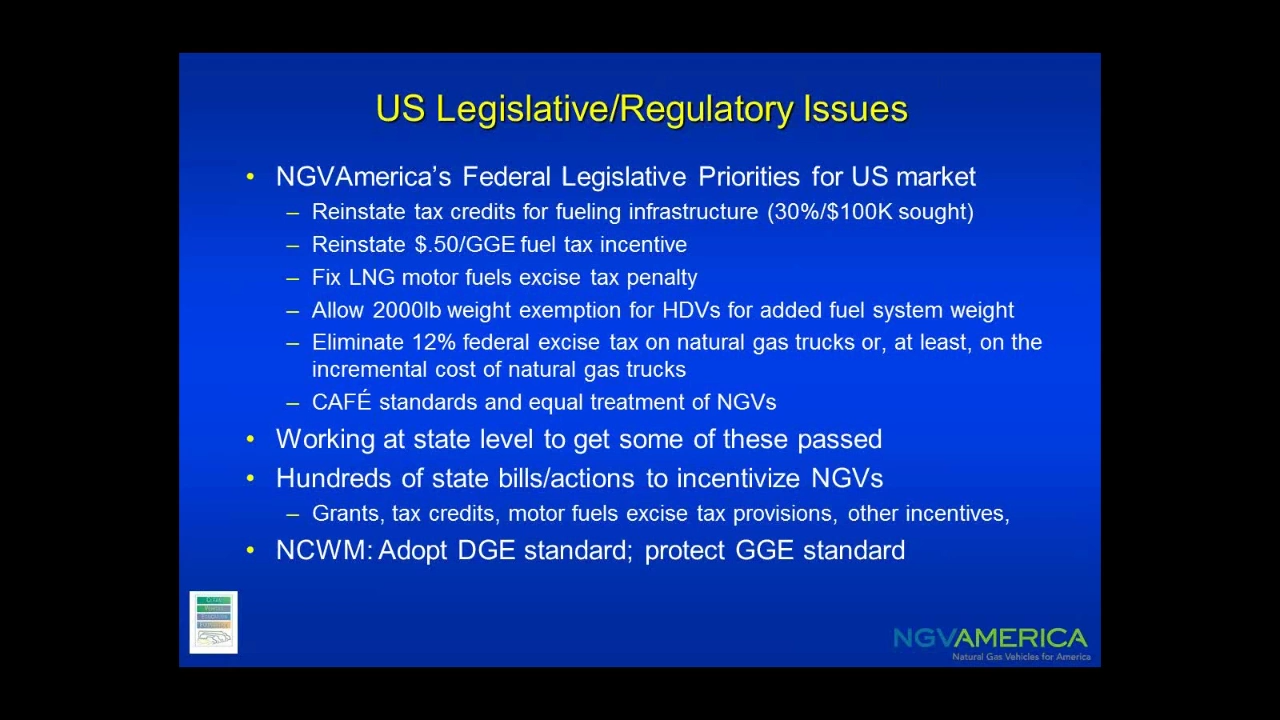 US Legislative/Regulatory Issues
• NGVAmerica's Federal Legislative Priorities for US market
– Reinstate tax credits for fueling infrastructure (30%/$100K sought)
– Reinstate $.50/GGE fuel tax incentive
– Fix LNG motor fuels excise tax penalty
– Allow 2000lb weight exemption for HDVs for added fuel system weight
– Eliminate 12% federal excise tax on natural gas trucks or, at least, on the
incremental cost of natural gas trucks
– CAFÉ standards and equal treatment of NGVs
• Working at state level to get some of these passed
• Hundreds of state bills/actions to incentivize NGVs
– Grants, tax credits, motor fuels excise tax provisions, other incentives,
• NCWM: Adopt DGE standard; protect GGE standard
NGVAMERICA
Natural Gas Vehicles for America